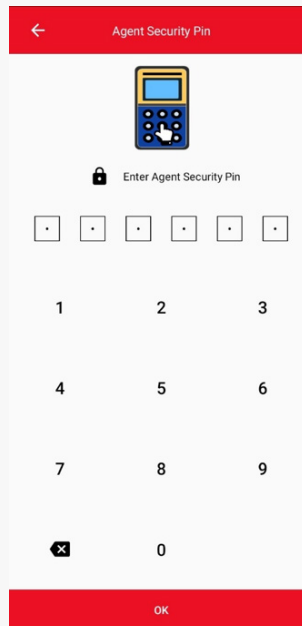 Agent Security Pin
Enter Agent Security Pin
1 2 3
4 5 6
7 8 9
0
OK